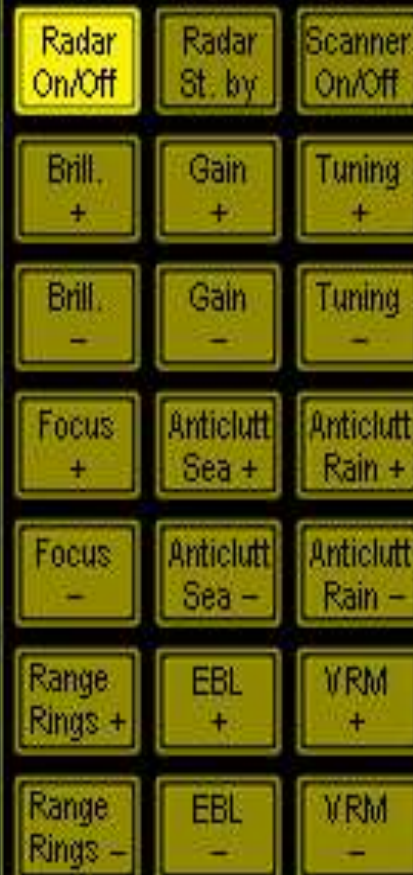 Radar Radar Scanner
On/Off St. by On/Off
Brill. Gain Tuning
+ + +
Brill. Gain Tuning
– – –
Focus Anticlutt Anticlutt
+ Sea + Rain +
Focus Anticlutt Anticlutt
– Sea – Rain –
Range EBL VRM
Rings + + +
Range EBL VRM
Rings – – –